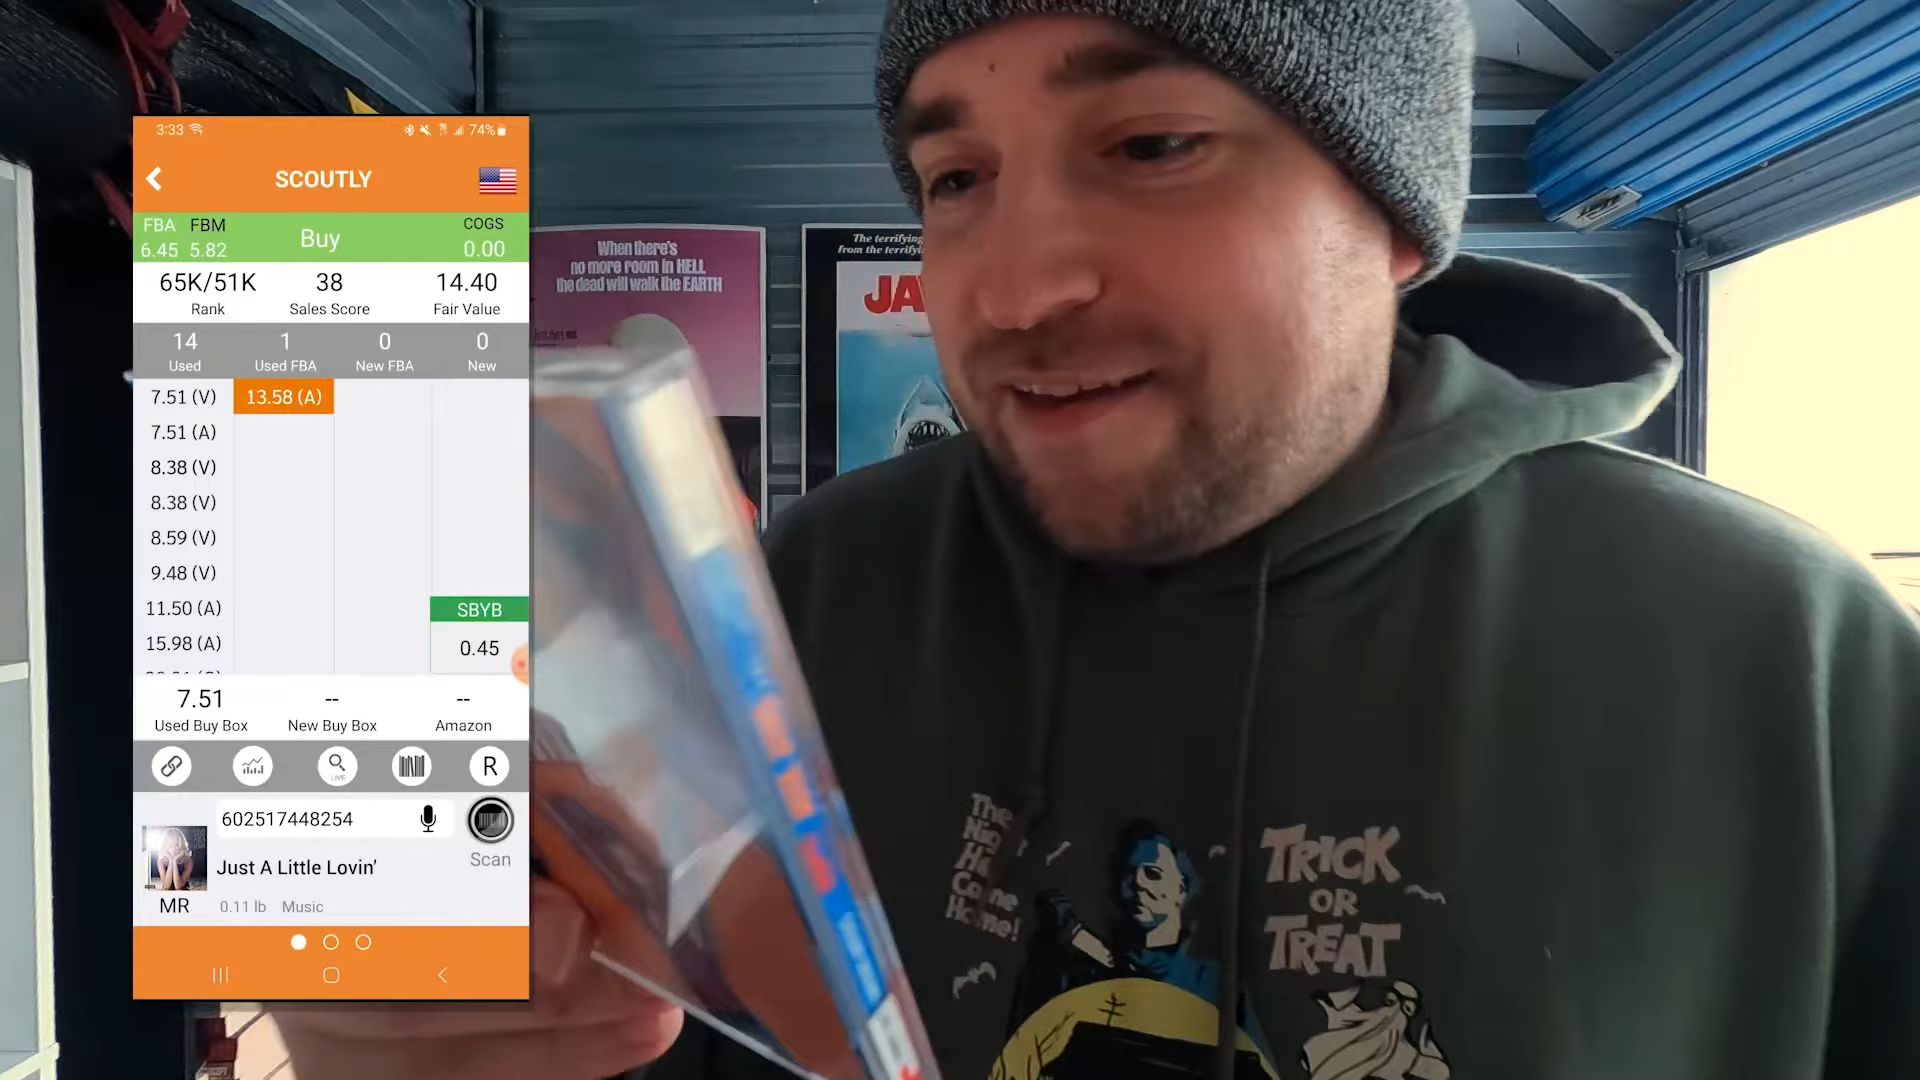 3:33
74%
SCOUTLY
FBA FBM
6.45 5.82
Buy
COGS
0.00
65K/51K
Rank
38
Sales Score
14.40
Fair Value
14
Used
1
Used FBA
0
New FBA
0
New
7.51 (V)
13.58 (A)
7.51 (A)
8.38 (V)
8.38 (V)
8.59 (V)
9.48 (V)
11.50 (A)
15.98 (A)
SBYB
0.45
7.51
Used Buy Box
--
New Buy Box
--
Amazon
LIVE
R
602517448254
Scan
Just A Little Lovin'
MR
0.11 lb Music
When there's
no more room in HELL
the dead will walk the EARTH
The terrifying
from the
JA
The
Home!
TRICK
OR
TREAT